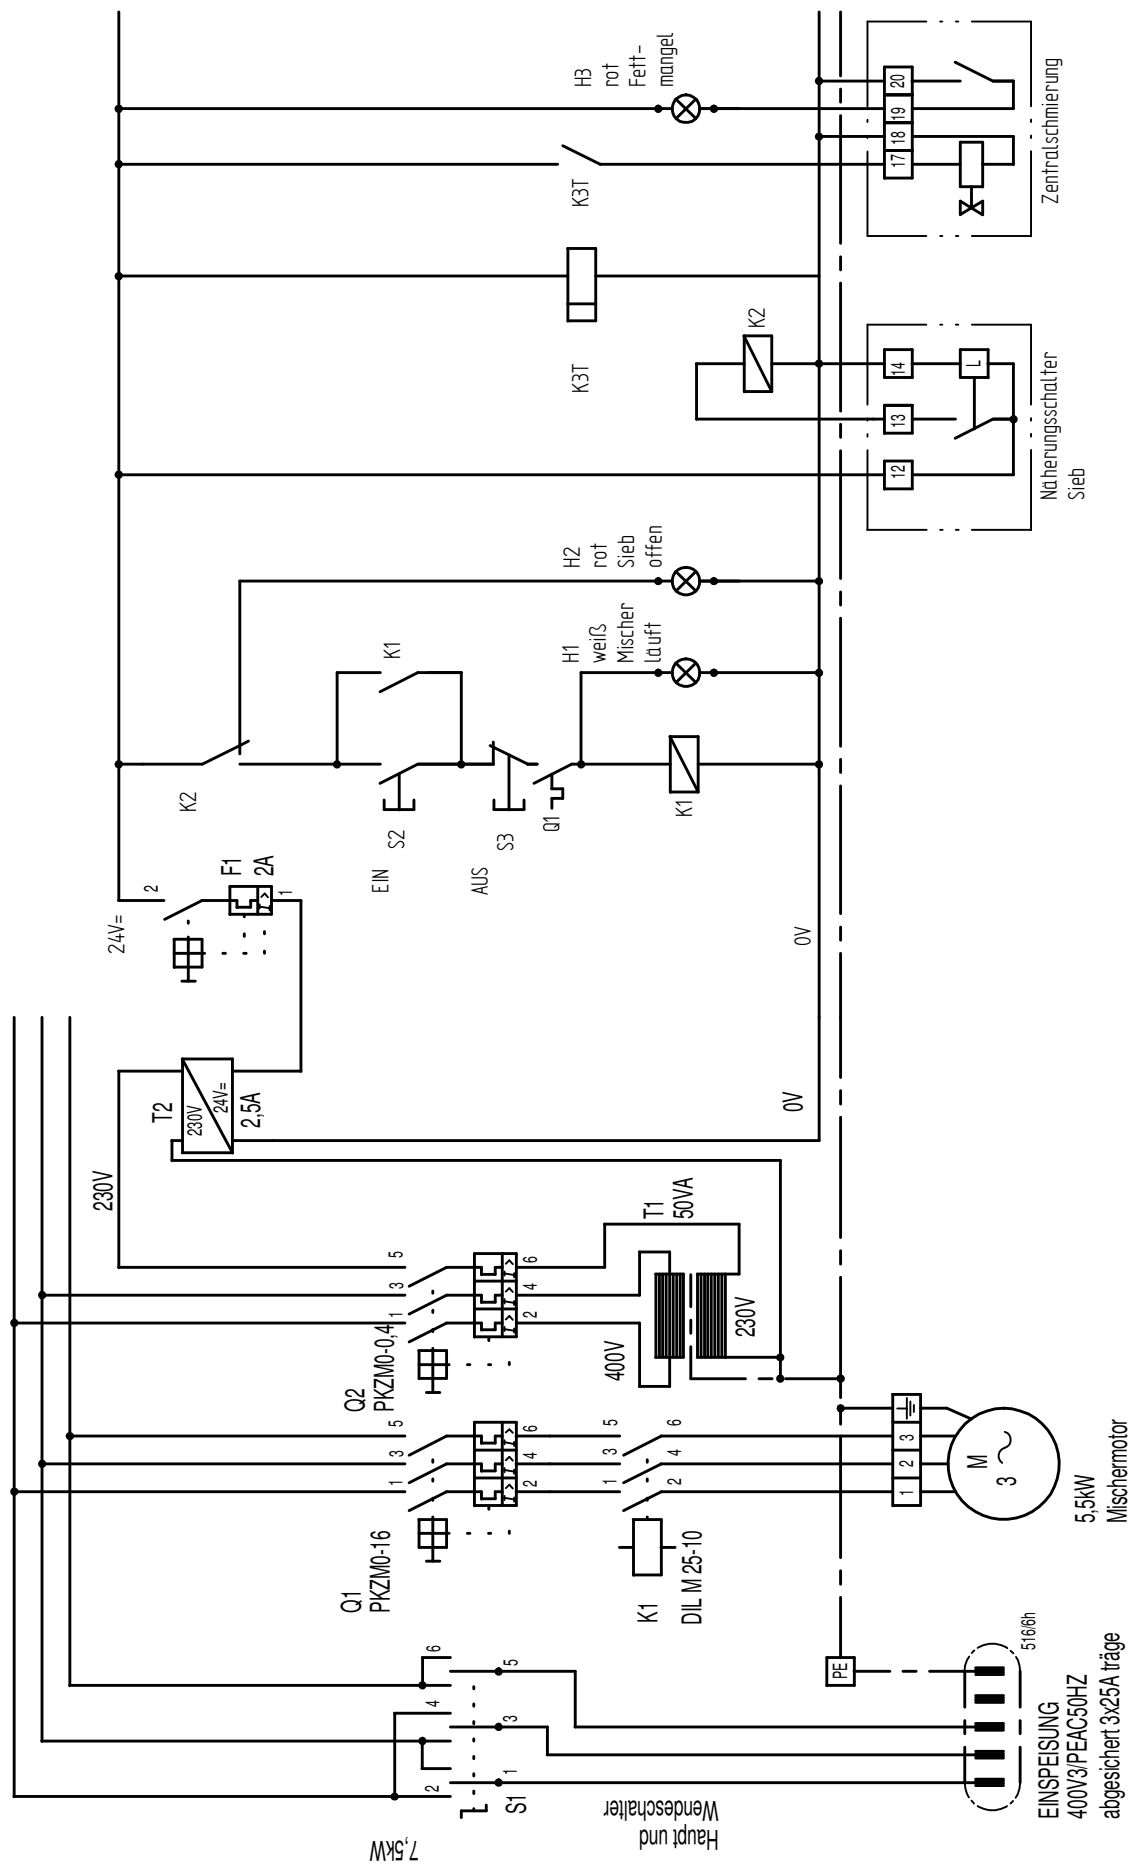 7,5kW
Haupt und
Wendeschalter
S1
2
4
6
1
3
5
EINSPEISUNG
400V3/PEAC50HZ
abgesichert 3x25A träge
516/6h
PE
Q1
PKZM0-16
1
3
5
2
4
6
K1
DIL M 25-10
1
3
5
2
4
6
1
2
3
M
3
5,5kW
Mischermotor
Q2
PKZM0-0,4
1
3
5
2
4
6
400V
230V
T1
50VA
230V
T2
230V
24V=
2,5A
0V
0V
24V=
2
F1
2A
1
K2
EIN
S2
K1
AUS
S3
Q1
K1
H1
weiß
Mischer
läuft
H2
rot
Sieb
offen
12
13
14
L
K2
Näherungsschalter
Sieb
K3T
K3T
H3
rot
Fett-
mangel
17
18
19
20
Zentralschmierung